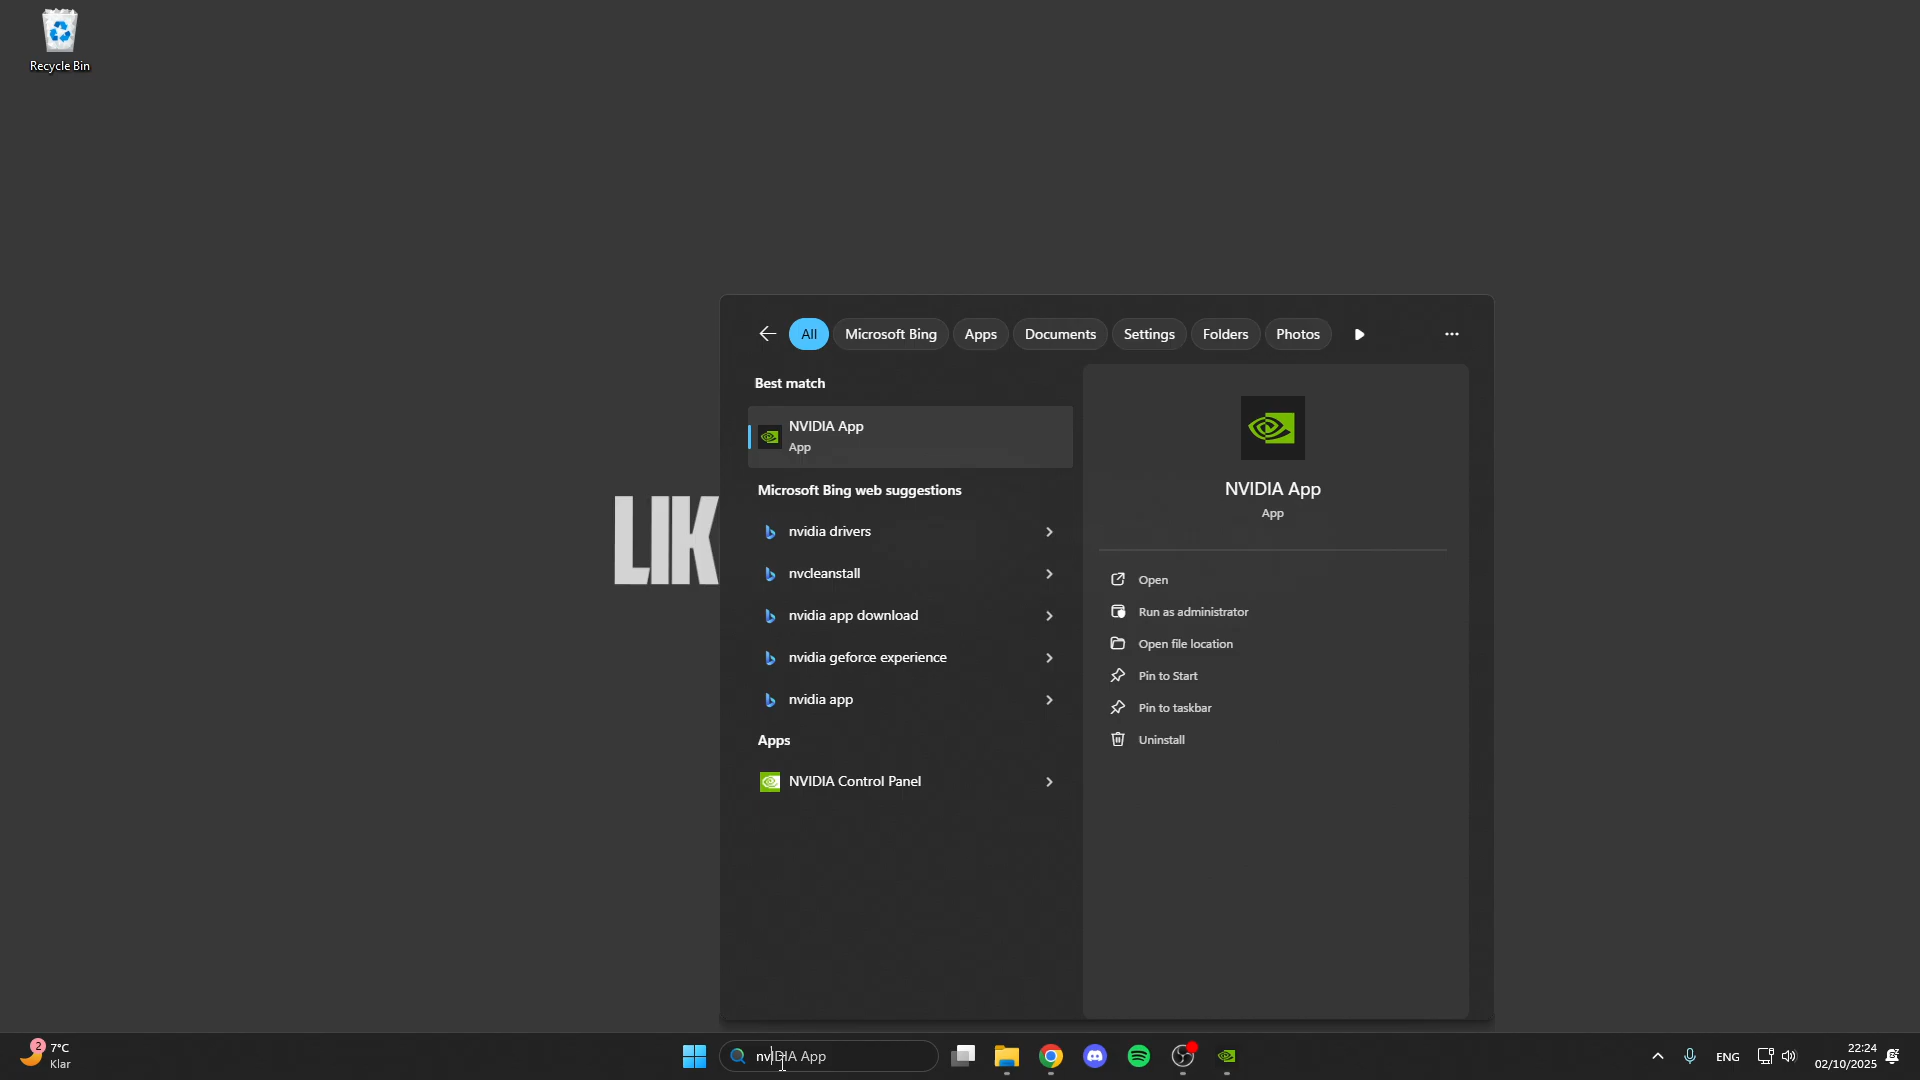 Recycle Bin
All
Microsoft Bing
Apps
Documents
Settings
Folders
Photos
Best match
NVIDIA App
App
Microsoft Bing web suggestions
nvidia drivers
nvcleanstall
nvidia app download
nvidia geforce experience
nvidia app
Apps
NVIDIA Control Panel
NVIDIA App
App
Open
Run as administrator
Open file location
Pin to Start
Pin to taskbar
Uninstall
LIK
2
7°C
Klar
nvIDIA App
ENG
22:24
02/10/2025